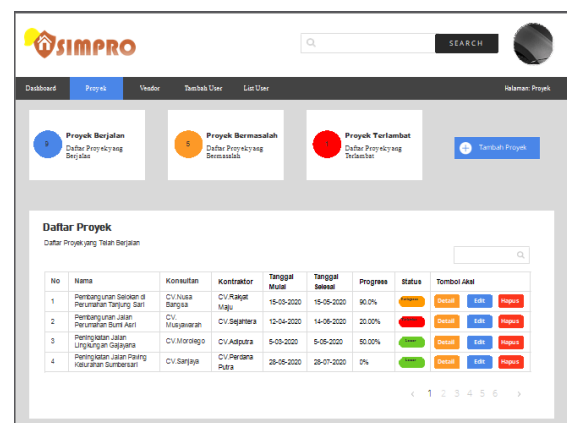 SIMPRO
SEARCH
Dashboard Proyek Vendor Tambah User List User Halaman: Proyek
9 Proyek Berjalan
Daftar Proyek yang
Berjalan
5 Proyek Bermasalah
Daftar Proyek yang
Bermasalah
1 Proyek Terlambat
Daftar Proyek yang
Terlambat
Tambah Proyek
Daftar Proyek
Daftar Proyek yang Telah Berjalan
No Nama Konsultan Kontraktor Tanggal Mulai Tanggal Selesai Progress Status Tombol Aksi
1 Pembangunan Selokan di Perumahan Tanjung Sari CV.Nusa Bangsa CV.Rakyat Maju 15-03-2020 15-05-2020 90.0% Detail Edit Hapus
2 Pembangunan Jalan Perumahan Bumi Asri CV. Musyawarah CV.Sejahtera 12-04-2020 14-06-2020 20.00% Detail Edit Hapus
3 Peningkatan Jalan Lingkungan Gajayana CV.Morolego CV.Adiputra 5-03-2020 5-05-2020 50.00% Lancar Detail Edit Hapus
4 Peningkatan Jalan Paving Kelurahan Sumbersari CV.Sanjaya CV.Perdana Putra 28-05-2020 28-07-2020 0% Lancar Detail Edit Hapus
‹ 1 2 3 4 5 6 ›